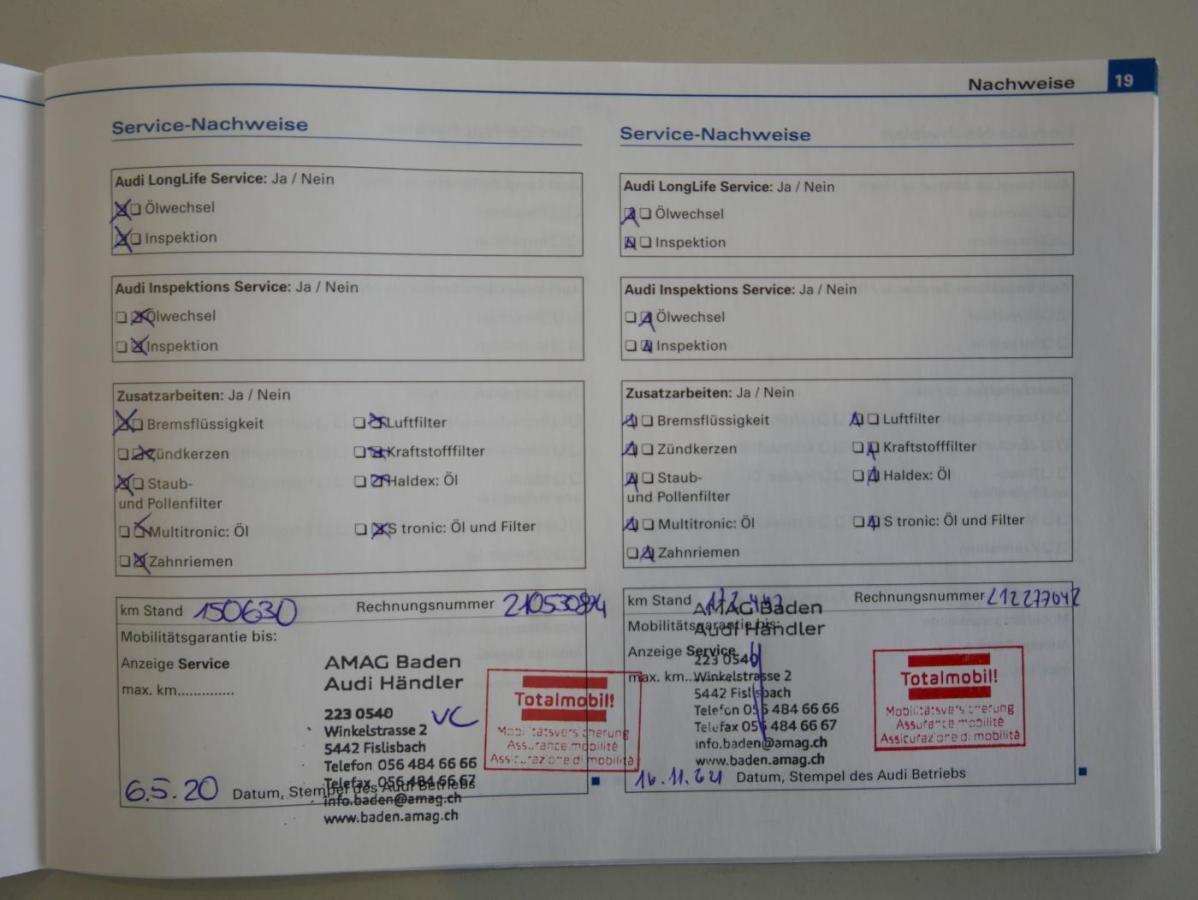 Nachweise 19
Service-Nachweise
Audi LongLife Service: Ja / Nein
Ölwechsel
Inspektion
Audi Inspektions Service: Ja / Nein
Ölwechsel
Inspektion
Zusatzarbeiten: Ja / Nein
Bremsflüssigkeit Luftfilter
Zündkerzen Kraftstofffilter
Staub- Haldex: Öl
und Pollenfilter
Multitronic: Öl S tronic: Öl und Filter
Zahnriemen
km Stand 150630 Rechnungsnummer
Mobilitätsgarantie bis:
Anzeige Service
max. km..............
AMAG Baden
Audi Händler
223 0540 VC
Winkelstrasse 2
5442 Fislisbach
Telefon 056 484 66 66
Telefax 056 484 66 67
info.baden@amag.ch
www.baden.amag.ch
Totalmobil!
Mobilitätsversicherung
Assurance mobilité
Assicurazione di mobilità
6.5.20 Datum, Stempel des Audi Betriebs
Service-Nachweise
Audi LongLife Service: Ja / Nein
Ölwechsel
Inspektion
Audi Inspektions Service: Ja / Nein
Ölwechsel
Inspektion
Zusatzarbeiten: Ja / Nein
Bremsflüssigkeit Luftfilter
Zündkerzen Kraftstofffilter
Staub- Haldex: Öl
und Pollenfilter
Multitronic: Öl S tronic: Öl und Filter
Zahnriemen
km Stand Rechnungsnummer 212277042
Mobilitätsgarantie bis:
Anzeige Service
max. km..
AMAG Baden
Audi Händler
223 0540
Winkelstrasse 2
5442 Fislisbach
Telefon 056 484 66 66
Telefax 056 484 66 67
info.baden@amag.ch
www.baden.amag.ch
Totalmobil!
Mobilitätsversicherung
Assurance mobilité
Assicurazione di mobilità
Datum, Stempel des Audi Betriebs